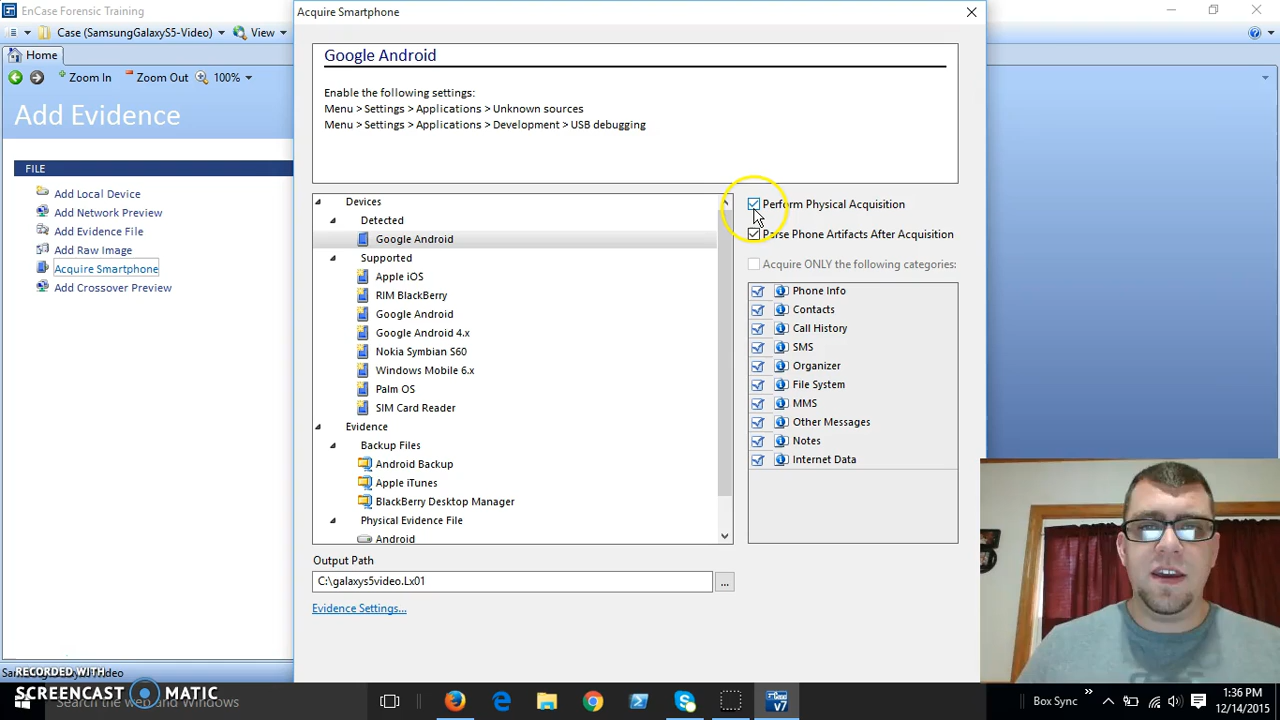 EnCase Forensic Training
Acquire Smartphone
Case (SamsungGalaxyS5-Video)
View
Home
Zoom In
Zoom Out
100%
Add Evidence
FILE
Add Local Device
Add Network Preview
Add Evidence File
Add Raw Image
Acquire Smartphone
Add Crossover Preview
Google Android
Enable the following settings:
Menu > Settings > Applications > Unknown sources
Menu > Settings > Applications > Development > USB debugging
Devices
Detected
Google Android
Supported
Apple iOS
RIM BlackBerry
Google Android
Google Android 4.x
Nokia Symbian S60
Windows Mobile 6.x
Palm OS
SIM Card Reader
Evidence
Backup Files
Android Backup
Apple iTunes
BlackBerry Desktop Manager
Physical Evidence File
Android
Perform Physical Acquisition
Parse Phone Artifacts After Acquisition
Acquire ONLY the following categories:
Phone Info
Contacts
Call History
SMS
Organizer
File System
MMS
Other Messages
Notes
Internet Data
Output Path
C:\galaxys5video.Lx01
...
Evidence Settings...
RECORDED WITH
SCREENCAST MATIC
Search the web and Windows
v7
Box Sync
1:36 PM
12/14/2015